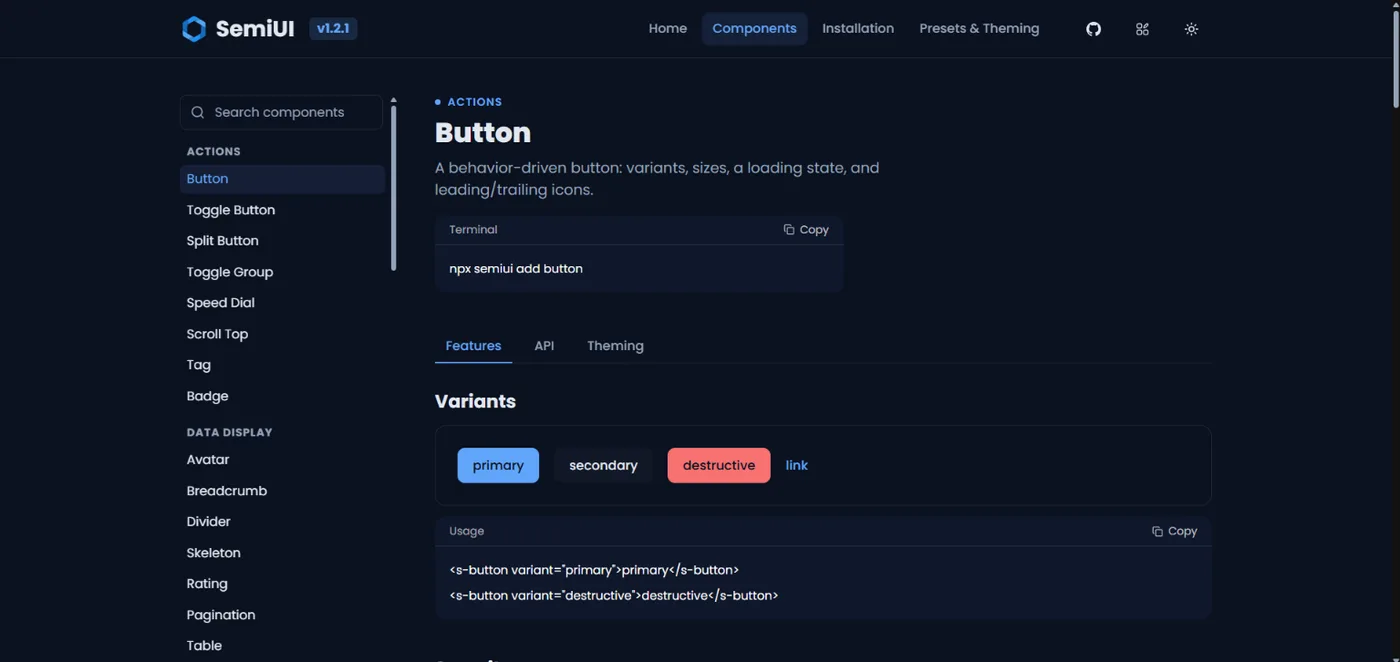 SemiUI v1.2.1
Home Components Installation Presets & Theming
Search components
ACTIONS
Button
Toggle Button
Split Button
Toggle Group
Speed Dial
Scroll Top
Tag
Badge
DATA DISPLAY
Avatar
Breadcrumb
Divider
Skeleton
Rating
Pagination
Table
ACTIONS
Button
A behavior-driven button: variants, sizes, a loading state, and
leading/trailing icons.
Terminal Copy
npx semiui add button
Features API Theming
Variants
primary secondary destructive link
Usage Copy
<s-button variant="primary">primary</s-button>
<s-button variant="destructive">destructive</s-button>